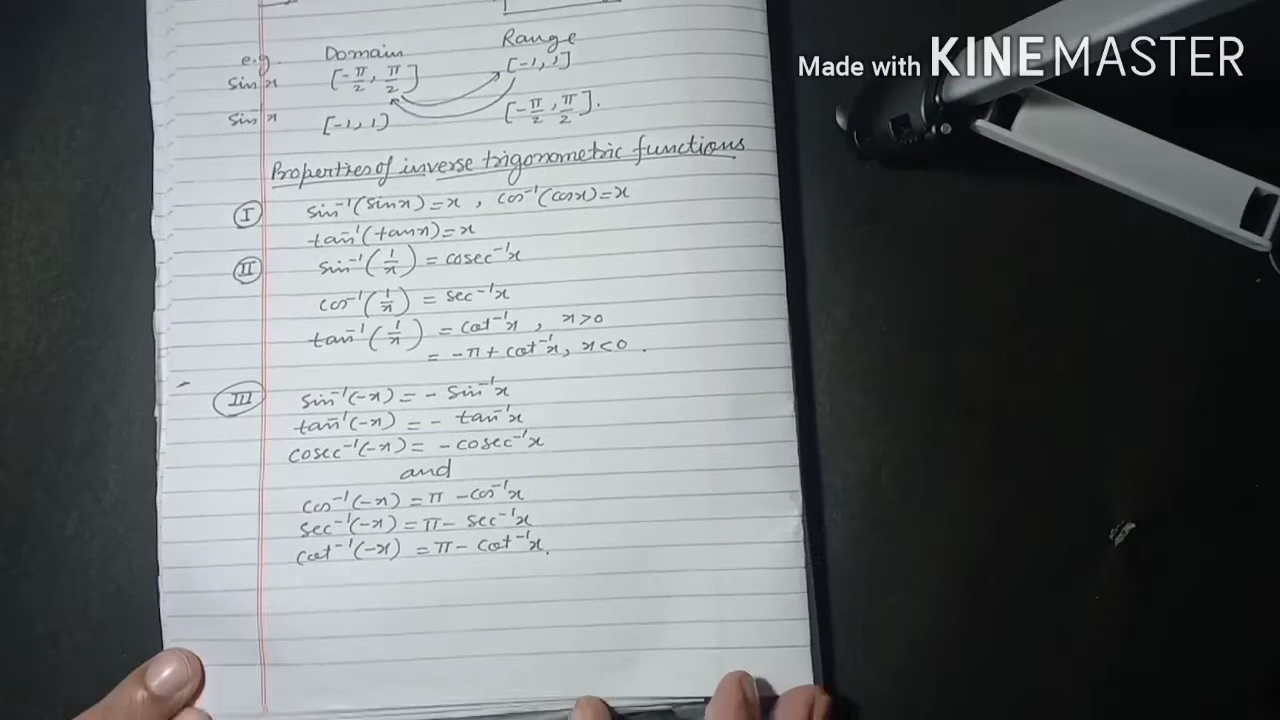 Made with KINEMASTER
e.g. Domain Range
sin x [-π/2, π/2] [-1, 1]
sin⁻¹x [-1, 1] [-π/2, π/2].
Properties of inverse trigonometric functions
I sin⁻¹(sinx) = x , cos⁻¹(cosx) = x
tan⁻¹(tanx) = x
II sin⁻¹(1/x) = cosec⁻¹x
cos⁻¹(1/x) = sec⁻¹x
tan⁻¹(1/x) = cot⁻¹x , x>0
= -π + cot⁻¹x, x<0 .
III sin⁻¹(-x) = - sin⁻¹x
tan⁻¹(-x) = - tan⁻¹x
cosec⁻¹(-x) = - cosec⁻¹x
and
cos⁻¹(-x) = π - cos⁻¹x
sec⁻¹(-x) = π - sec⁻¹x
cot⁻¹(-x) = π - cot⁻¹x.